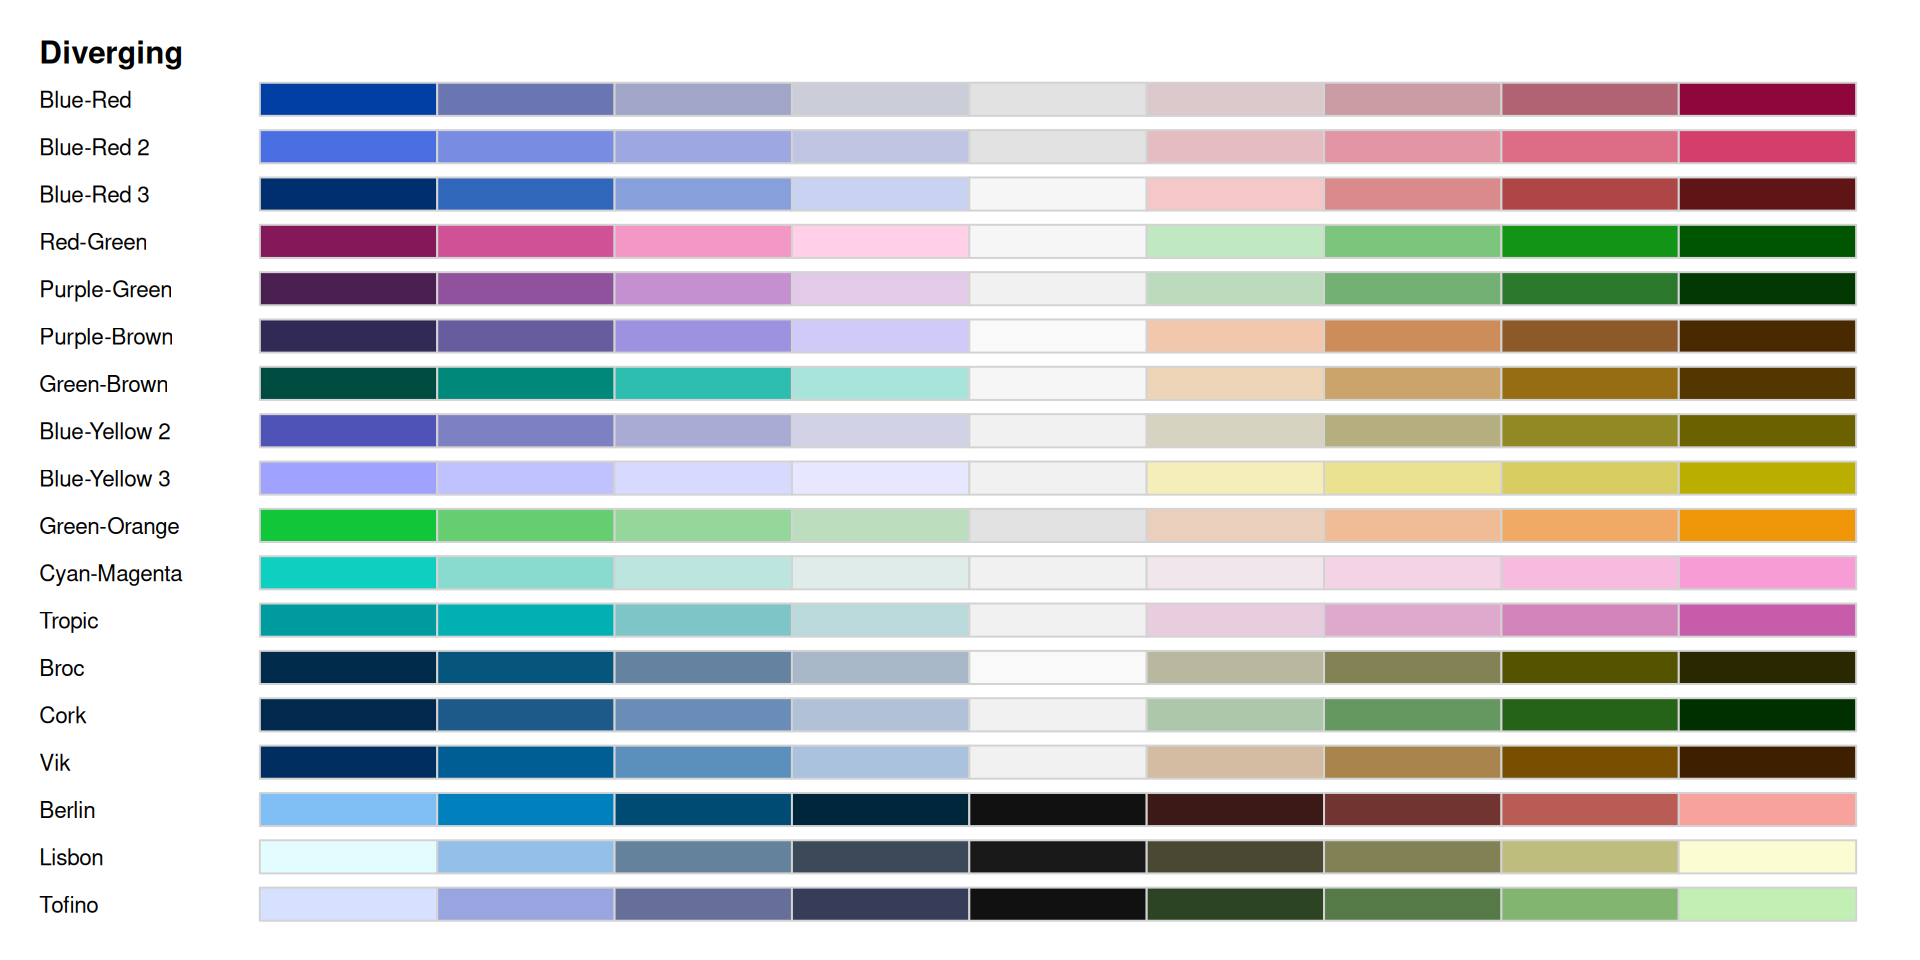 Diverging
Blue-Red
Blue-Red 2
Blue-Red 3
Red-Green
Purple-Green
Purple-Brown
Green-Brown
Blue-Yellow 2
Blue-Yellow 3
Green-Orange
Cyan-Magenta
Tropic
Broc
Cork
Vik
Berlin
Lisbon
Tofino